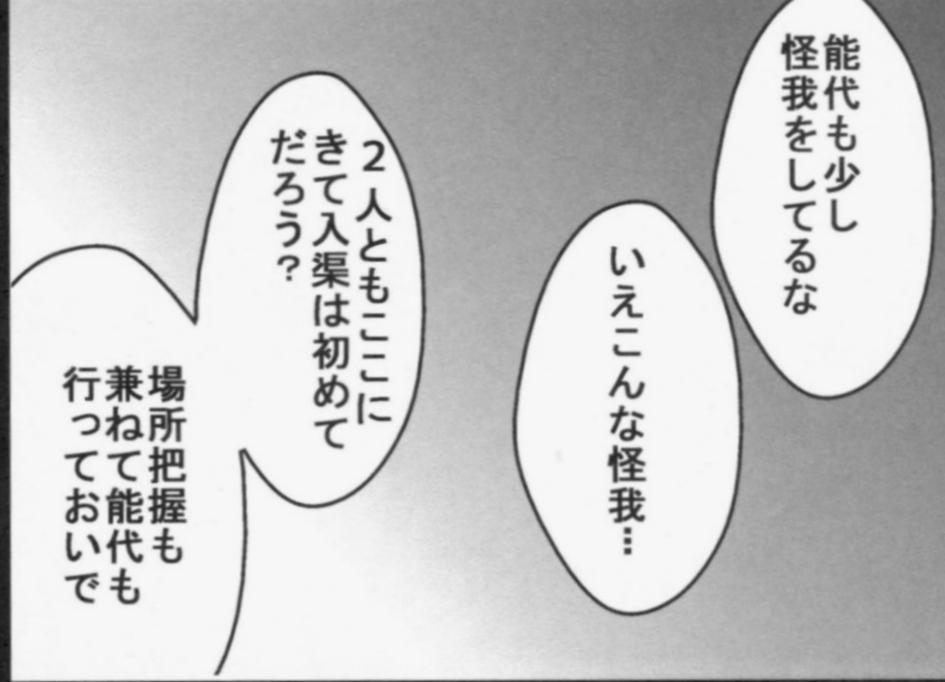 能代も少し
怪我をしてるな
いえこんな怪我…
2人ともここに
きて入渠は初めて
だろう?
場所把握も
兼ねて能代も
行っておいで